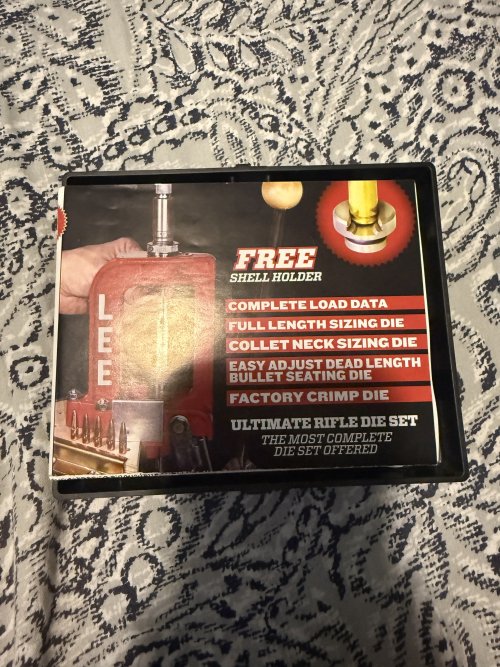 LEE
FREE
SHELL HOLDER
COMPLETE LOAD DATA
FULL LENGTH SIZING DIE
COLLET NECK SIZING DIE
EASY ADJUST DEAD LENGTH
BULLET SEATING DIE
FACTORY CRIMP DIE
ULTIMATE RIFLE DIE SET
THE MOST COMPLETE
DIE SET OFFERED